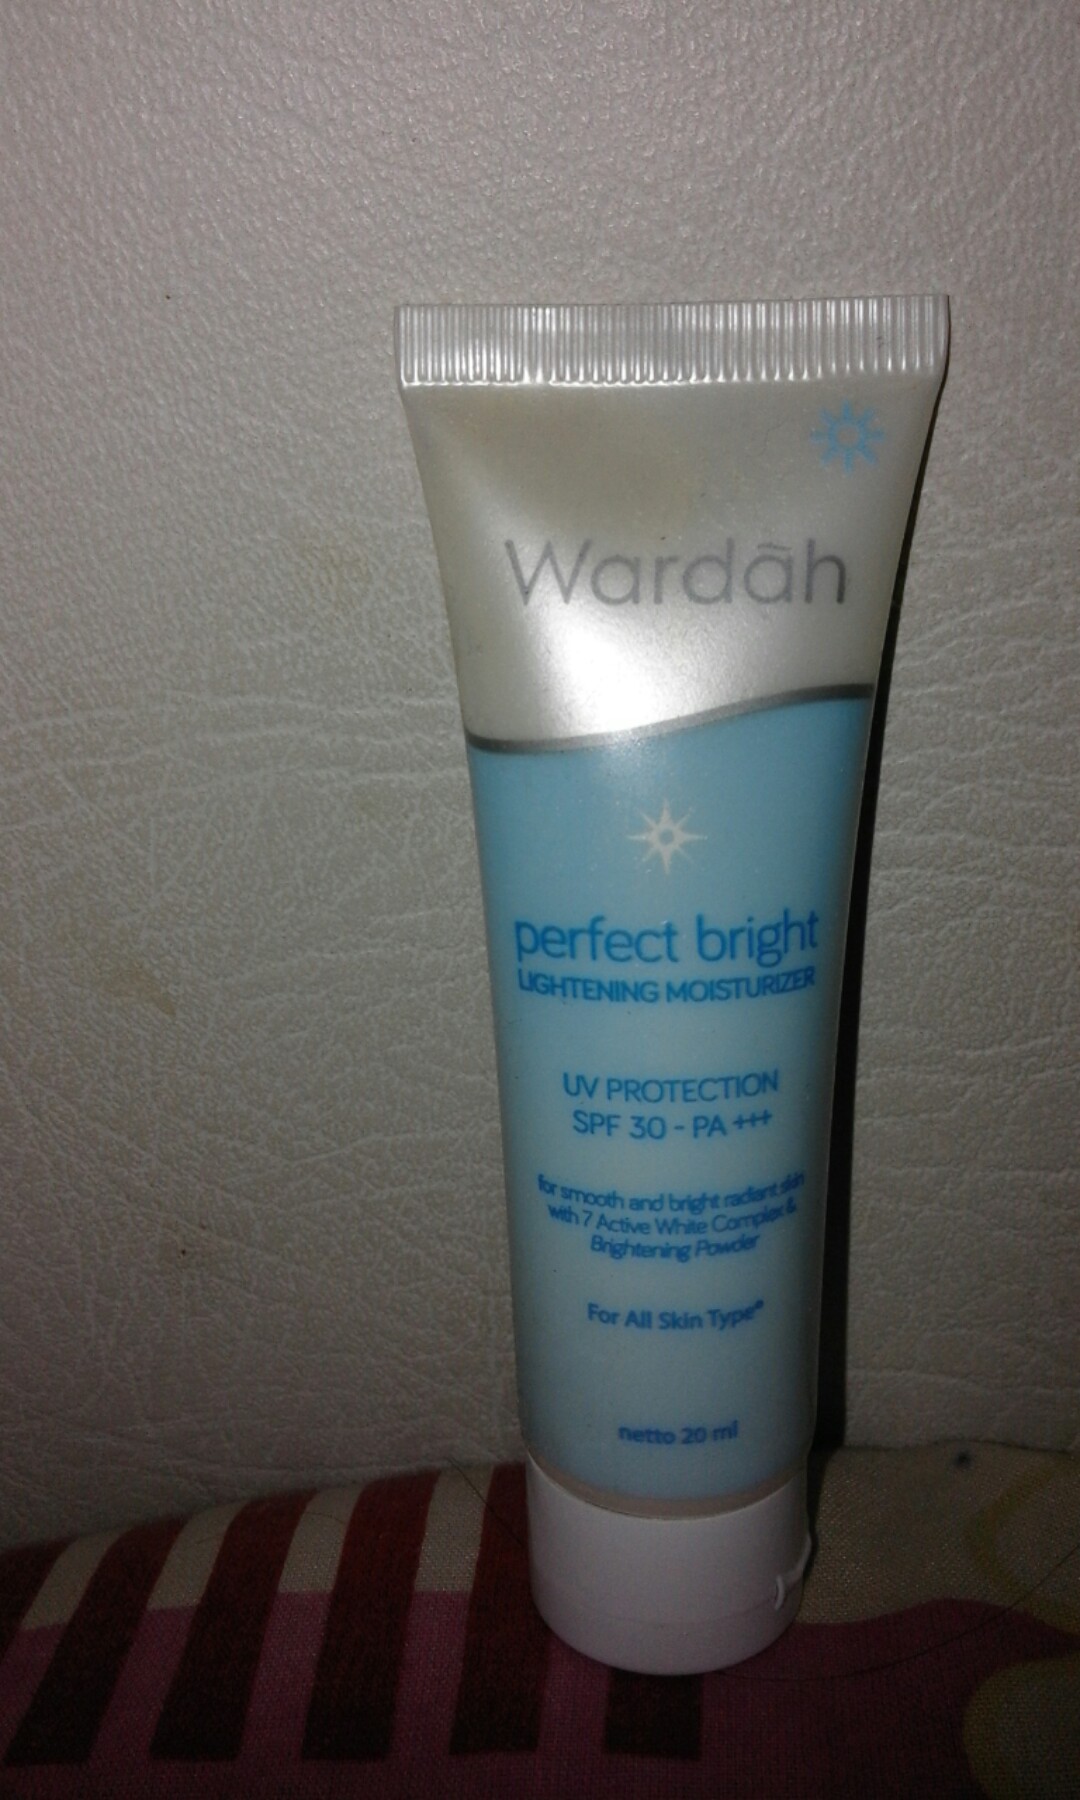 Wardāh
perfect bright
LIGHTENING MOISTURIZER
UV PROTECTION
SPF 30 - PA +++
for smooth and bright radiant skin
with 7 Active White Complex &
Brightening Powder
For All Skin Type*
netto 20 ml